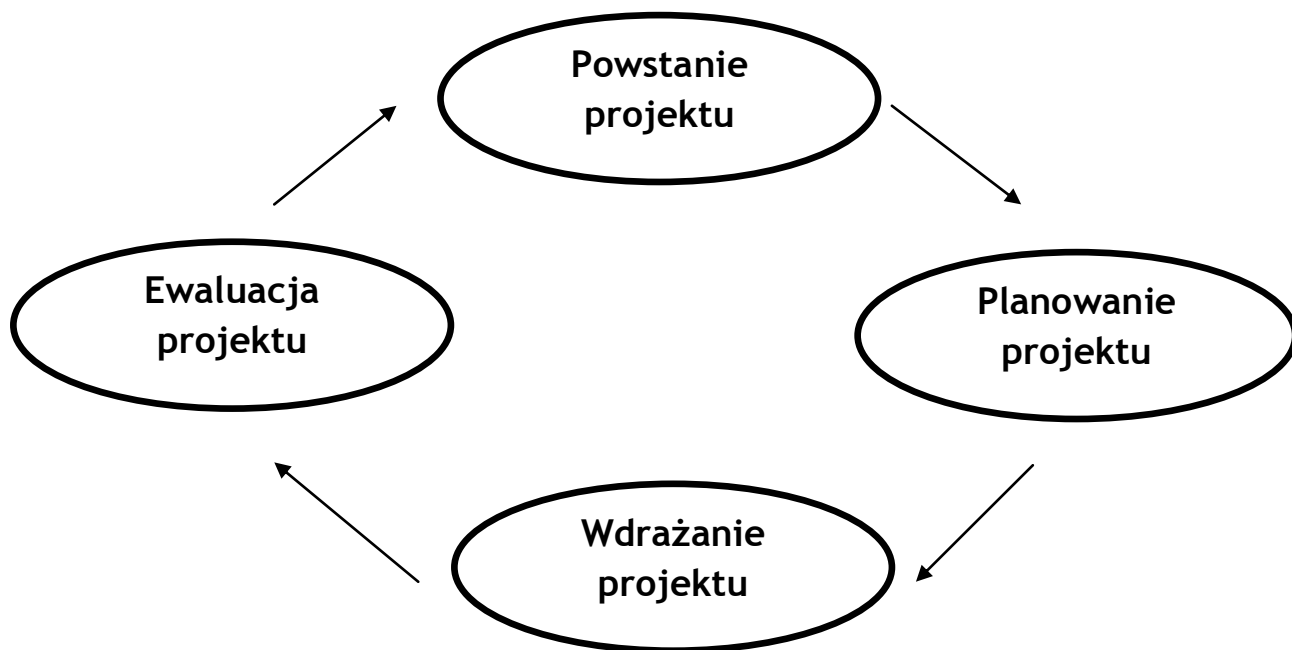 Powstanie
projektu
Ewaluacja
projektu
Planowanie
projektu
Wdrażanie
projektu